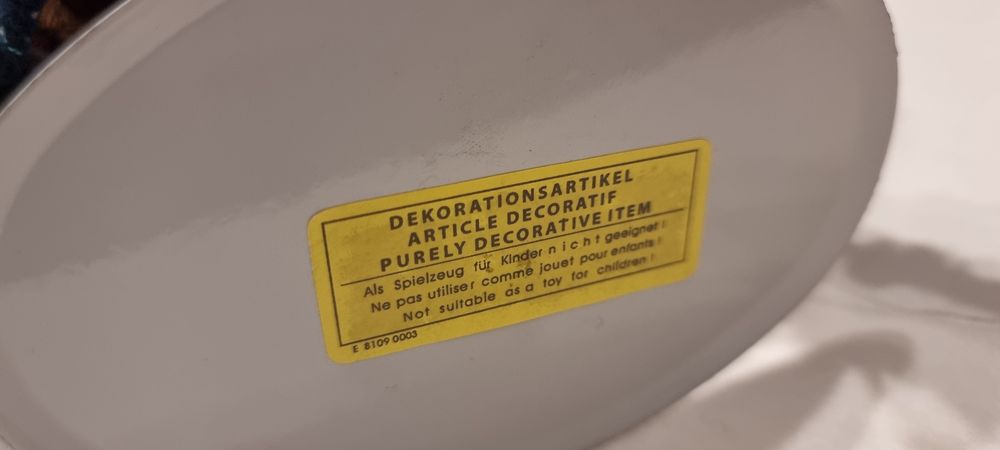 DEKORATIONSARTIKEL
ARTICLE DECORATIF
PURELY DECORATIVE ITEM
Als Spielzeug für Kinder n i c h t geeignet !
Ne pas utiliser comme jouet pour enfants !
Not suitable as a toy for children !
E 8109 0003